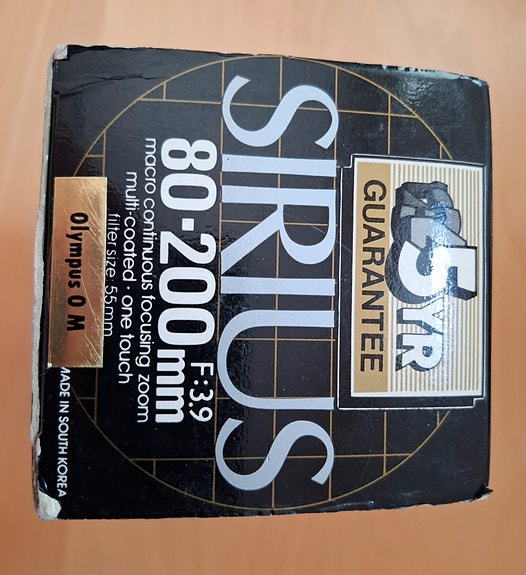 5YR
GUARANTEE
SIRIUS
80-200mm F:3.9
macro continuous focusing zoom
multi-coated · one touch
filter size 55mm
Olympus O M
MADE IN SOUTH KOREA